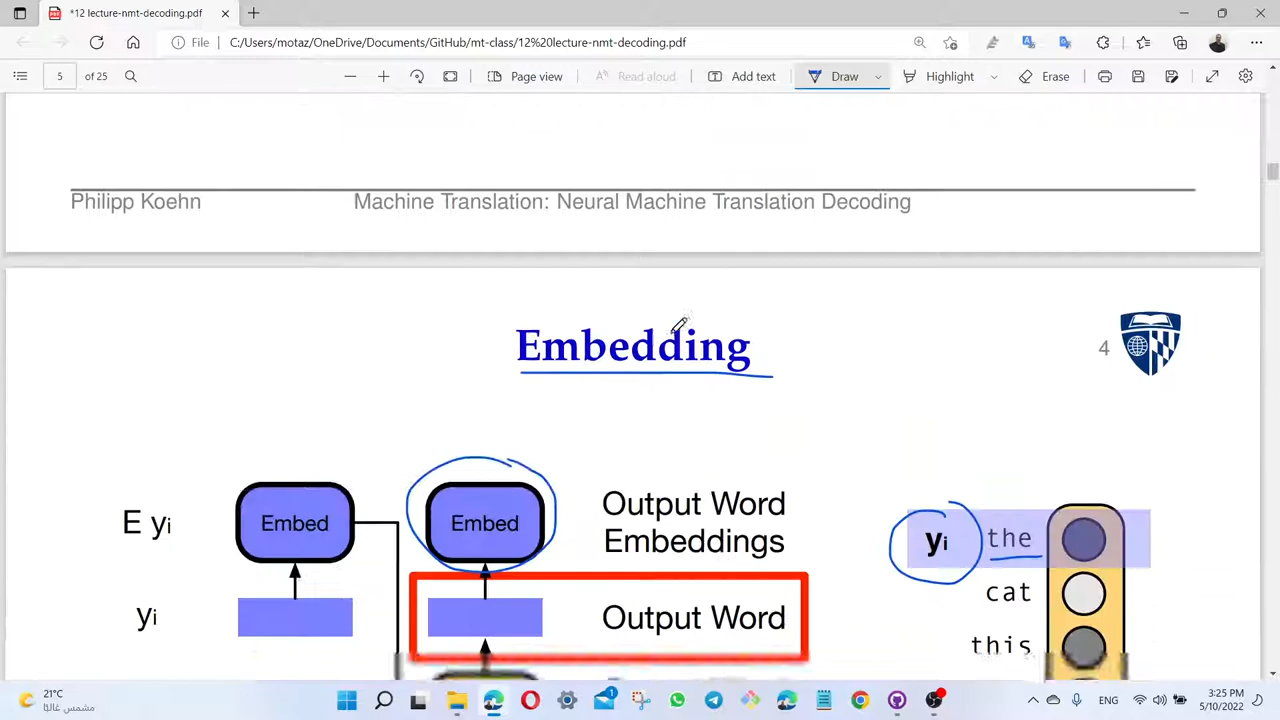 *12 lecture-nmt-decoding.pdf
File
C:/Users/motaz/OneDrive/Documents/GitHub/mt-class/12%20lecture-nmt-decoding.pdf
5 of 25
Page view
Read aloud
Add text
Draw
Highlight
Erase
Philipp Koehn
Machine Translation: Neural Machine Translation Decoding
Embedding
4
E yi
Embed
Embed
Output Word
Embeddings
yi
Output Word
yi the
cat
this
21°C
مشمس غالبًا
1
ENG
3:25 PM
5/10/2022